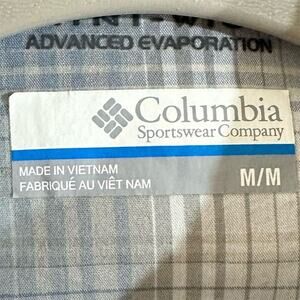 ADVANCED EVAPORATION
Columbia
Sportswear Company
MADE IN VIETNAM
FABRIQUÉ AU VIÊT NAM
M/M